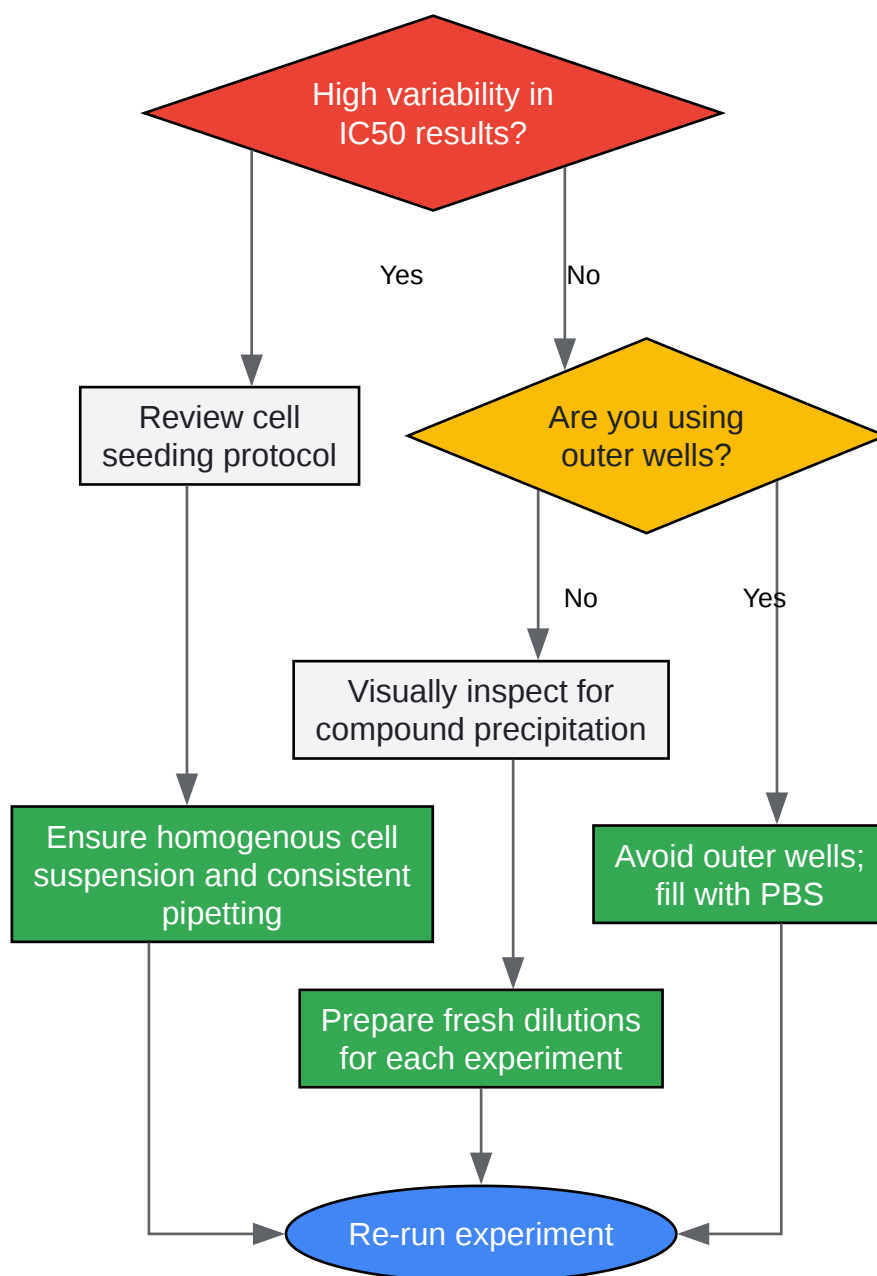 High variability in
IC50 results?
Yes
No
Review cell
seeding protocol
Are you using
outer wells?
No
Yes
Visually inspect for
compound precipitation
Ensure homogenous cell
suspension and consistent
pipetting
Avoid outer wells;
fill with PBS
Prepare fresh dilutions
for each experiment
Re-run experiment